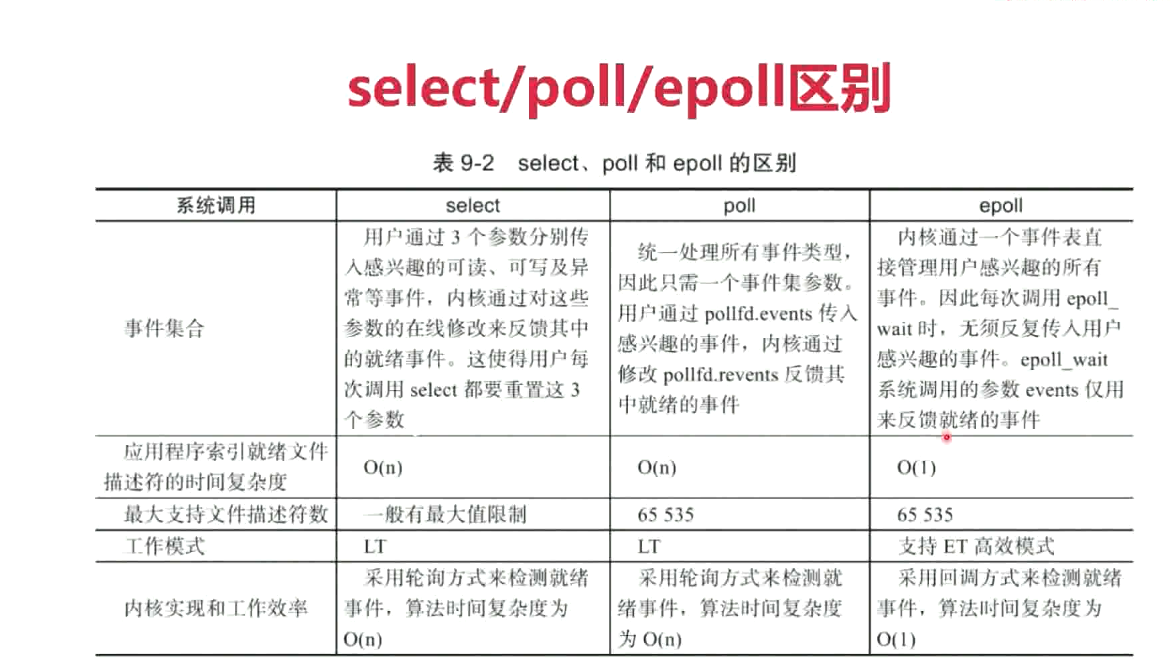 select/poll/epoll区别
表 9-2 select、poll 和 epoll 的区别
系统调用 select poll epoll
事件集合
用户通过 3 个参数分别传
入感兴趣的可读、可写及异
常等事件，内核通过对这些
参数的在线修改来反馈其中
的就绪事件。这使得用户每
次调用 select 都要重置这 3
个参数
统一处理所有事件类型，
因此只需一个事件集参数。
用户通过 pollfd.events 传入
感兴趣的事件，内核通过
修改 pollfd.revents 反馈其
中就绪的事件
内核通过一个事件表直
接管理用户感兴趣的所有
事件。因此每次调用 epoll_
wait 时，无须反复传入用户
感兴趣的事件。epoll_wait
系统调用的参数 events 仅用
来反馈就绪的事件
应用程序索引就绪文件
描述符的时间复杂度
O(n) O(n) O(1)
最大支持文件描述符数 一般有最大值限制 65 535 65 535
工作模式 LT LT 支持 ET 高效模式
内核实现和工作效率
采用轮询方式来检测就绪
事件，算法时间复杂度为
O(n)
采用轮询方式来检测就
绪事件，算法时间复杂度
为 O(n)
采用回调方式来检测就绪
事件，算法时间复杂度为
O(1)